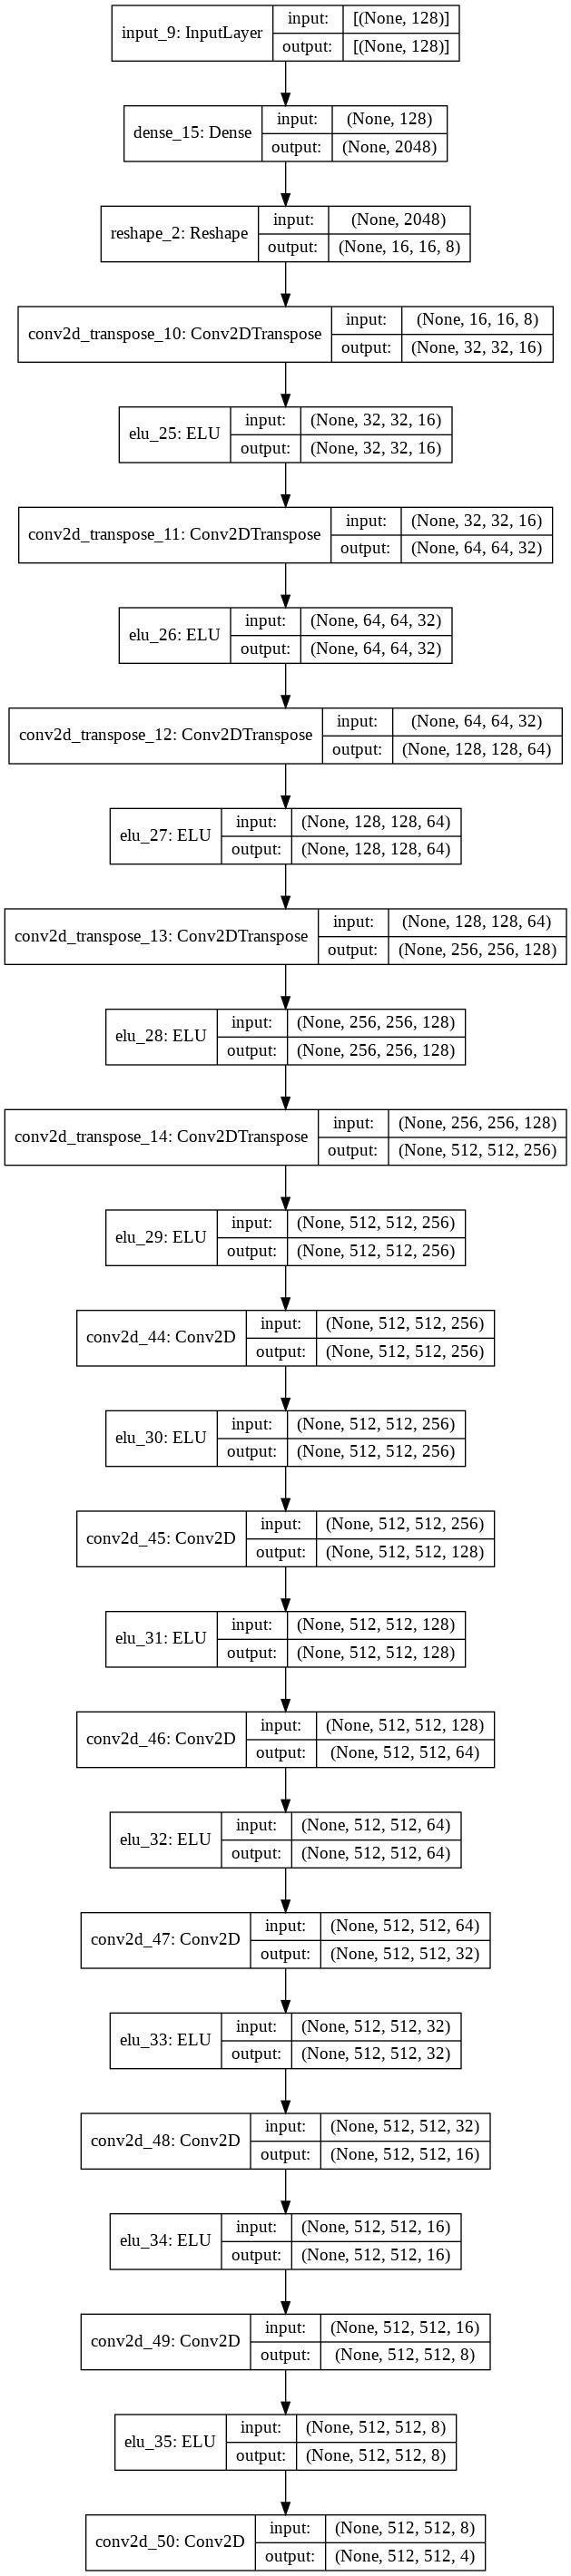 input_9: InputLayer
input: [(None, 128)]
output: [(None, 128)]
dense_15: Dense
input: (None, 128)
output: (None, 2048)
reshape_2: Reshape
input: (None, 2048)
output: (None, 16, 16, 8)
conv2d_transpose_10: Conv2DTranspose
input: (None, 16, 16, 8)
output: (None, 32, 32, 16)
elu_25: ELU
input: (None, 32, 32, 16)
output: (None, 32, 32, 16)
conv2d_transpose_11: Conv2DTranspose
input: (None, 32, 32, 16)
output: (None, 64, 64, 32)
elu_26: ELU
input: (None, 64, 64, 32)
output: (None, 64, 64, 32)
conv2d_transpose_12: Conv2DTranspose
input: (None, 64, 64, 32)
output: (None, 128, 128, 64)
elu_27: ELU
input: (None, 128, 128, 64)
output: (None, 128, 128, 64)
conv2d_transpose_13: Conv2DTranspose
input: (None, 128, 128, 64)
output: (None, 256, 256, 128)
elu_28: ELU
input: (None, 256, 256, 128)
output: (None, 256, 256, 128)
conv2d_transpose_14: Conv2DTranspose
input: (None, 256, 256, 128)
output: (None, 512, 512, 256)
elu_29: ELU
input: (None, 512, 512, 256)
output: (None, 512, 512, 256)
conv2d_44: Conv2D
input: (None, 512, 512, 256)
output: (None, 512, 512, 256)
elu_30: ELU
input: (None, 512, 512, 256)
output: (None, 512, 512, 256)
conv2d_45: Conv2D
input: (None, 512, 512, 256)
output: (None, 512, 512, 128)
elu_31: ELU
input: (None, 512, 512, 128)
output: (None, 512, 512, 128)
conv2d_46: Conv2D
input: (None, 512, 512, 128)
output: (None, 512, 512, 64)
elu_32: ELU
input: (None, 512, 512, 64)
output: (None, 512, 512, 64)
conv2d_47: Conv2D
input: (None, 512, 512, 64)
output: (None, 512, 512, 32)
elu_33: ELU
input: (None, 512, 512, 32)
output: (None, 512, 512, 32)
conv2d_48: Conv2D
input: (None, 512, 512, 32)
output: (None, 512, 512, 16)
elu_34: ELU
input: (None, 512, 512, 16)
output: (None, 512, 512, 16)
conv2d_49: Conv2D
input: (None, 512, 512, 16)
output: (None, 512, 512, 8)
elu_35: ELU
input: (None, 512, 512, 8)
output: (None, 512, 512, 8)
conv2d_50: Conv2D
input: (None, 512, 512, 8)
output: (None, 512, 512, 4)